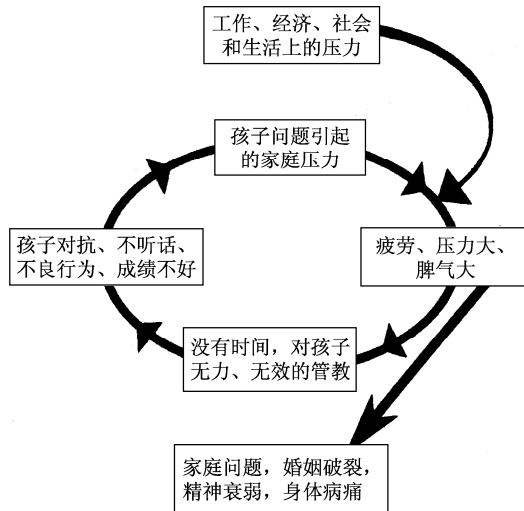 工作、经济、社会
和生活上的压力
孩子问题引起
的家庭压力
孩子对抗、不听话、
不良行为、成绩不好
疲劳、压力大、
脾气大
没有时间，对孩子
无力、无效的管教
家庭问题，婚姻破裂，
精神衰弱，身体病痛